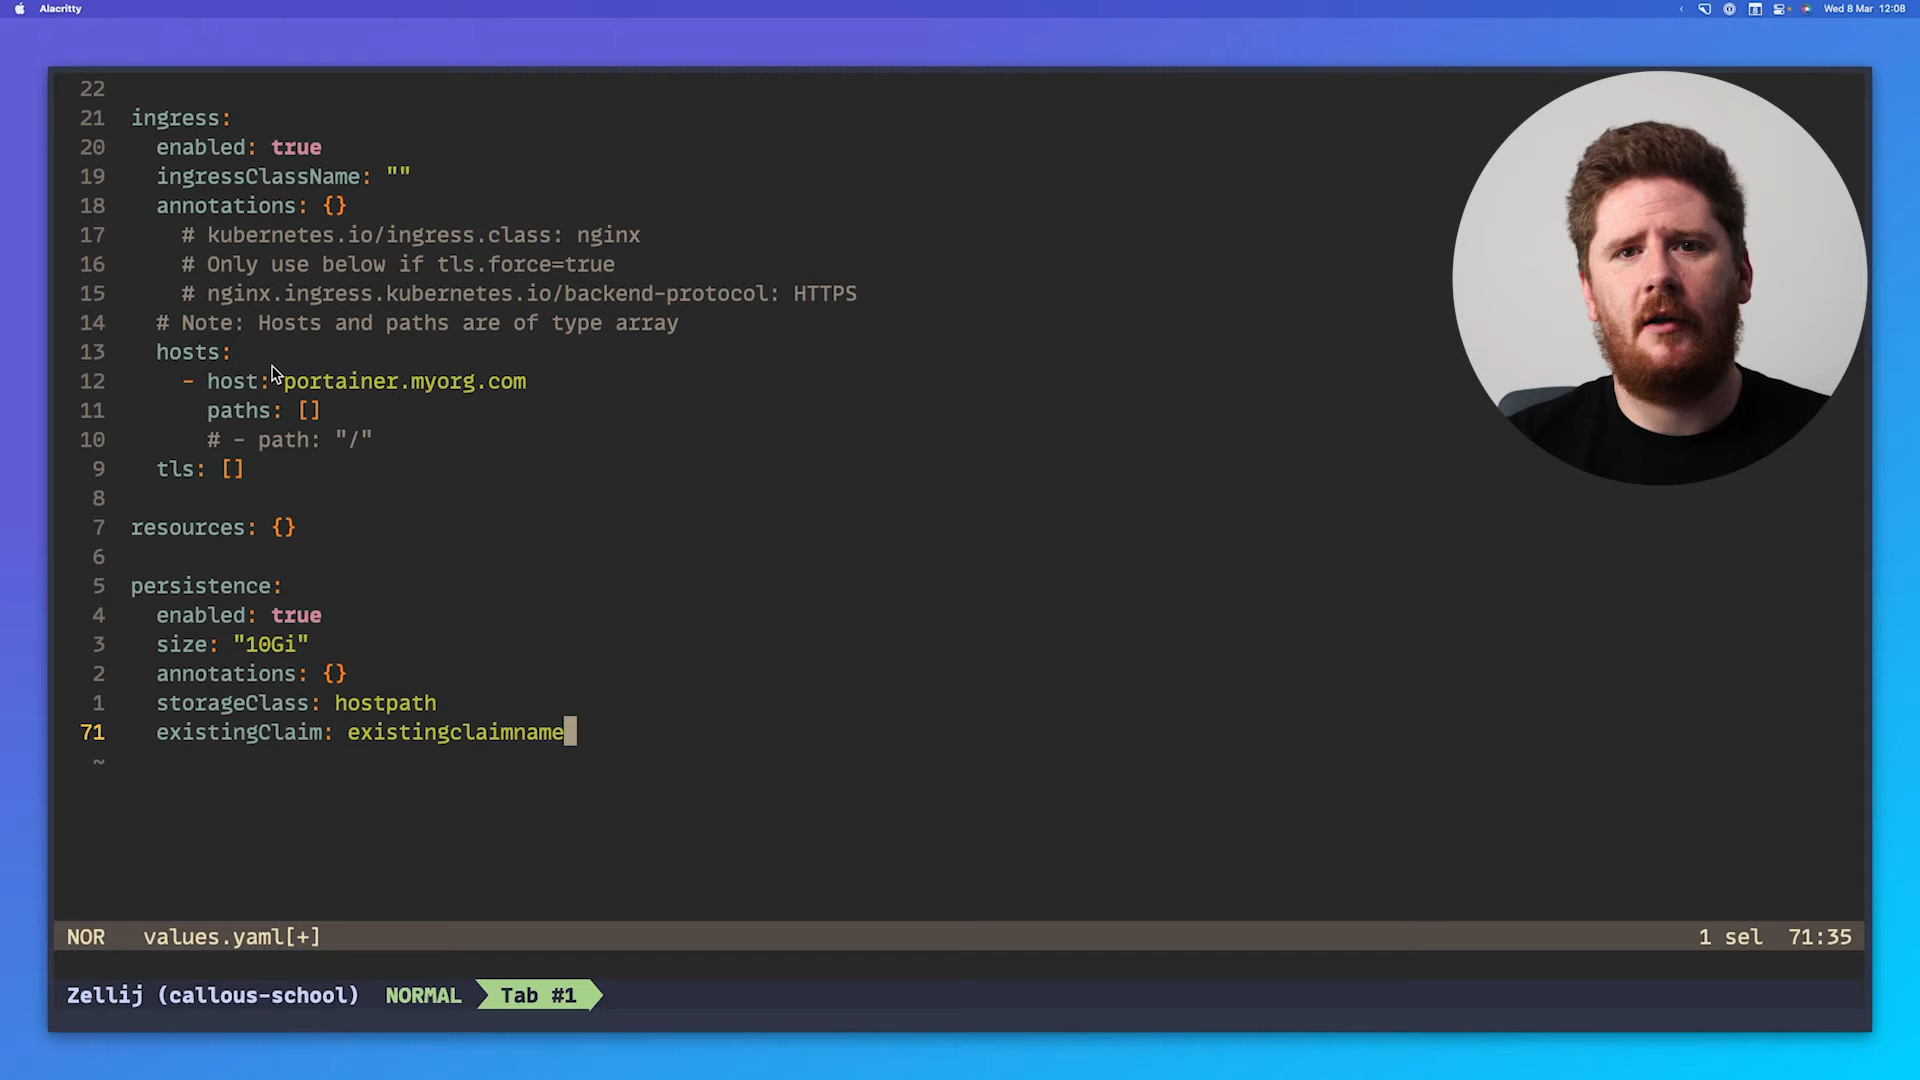 Alacritty
Wed 8 Mar 12:08
22
21 ingress:
20 enabled: true
19 ingressClassName: ""
18 annotations: {}
17 # kubernetes.io/ingress.class: nginx
16 # Only use below if tls.force=true
15 # nginx.ingress.kubernetes.io/backend-protocol: HTTPS
14 # Note: Hosts and paths are of type array
13 hosts:
12 - host: portainer.myorg.com
11 paths: []
10 # - path: "/"
9 tls: []
8
7 resources: {}
6
5 persistence:
4 enabled: true
3 size: "10Gi"
2 annotations: {}
1 storageClass: hostpath
71 existingClaim: existingclaimname
~
NOR values.yaml[+] 1 sel 71:35
Zellij (callous-school) NORMAL Tab #1